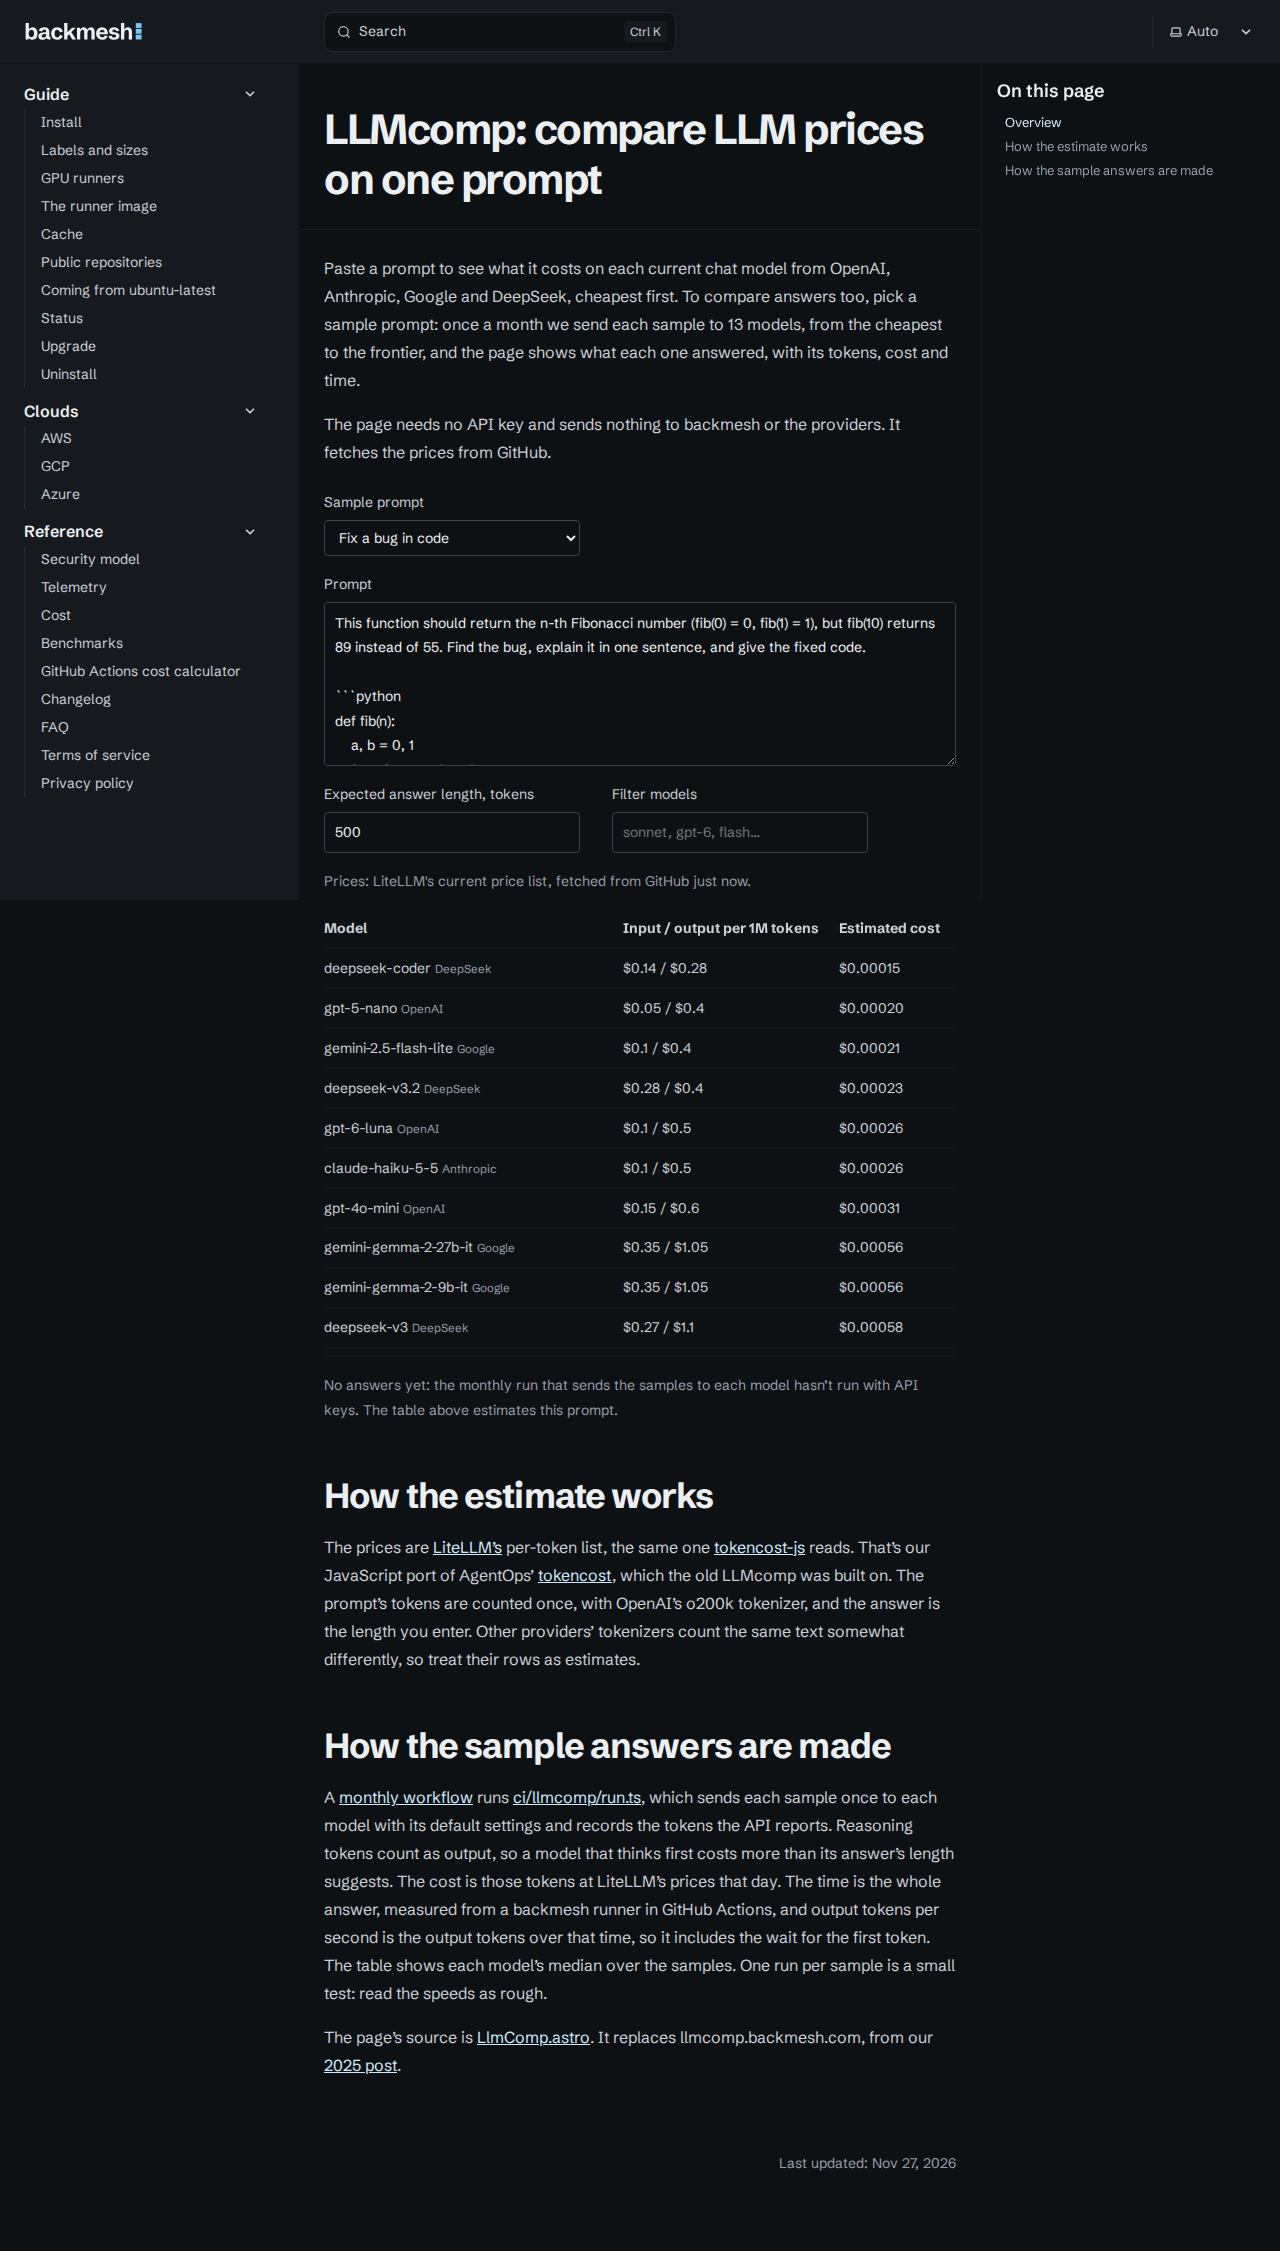 backmesh
Search
Ctrl K
Auto
Guide
Install
Labels and sizes
GPU runners
The runner image
Cache
Public repositories
Coming from ubuntu-latest
Status
Upgrade
Uninstall
Clouds
AWS
GCP
Azure
Reference
Security model
Telemetry
Cost
Benchmarks
GitHub Actions cost calculator
Changelog
FAQ
Terms of service
Privacy policy
LLMcomp: compare LLM prices
on one prompt
Paste a prompt to see what it costs on each current chat model from OpenAI,
Anthropic, Google and DeepSeek, cheapest first. To compare answers too, pick a
sample prompt: once a month we send each sample to 13 models, from the cheapest
to the frontier, and the page shows what each one answered, with its tokens, cost and
time.
The page needs no API key and sends nothing to backmesh or the providers. It
fetches the prices from GitHub.
Sample prompt
Fix a bug in code
Prompt
This function should return the n-th Fibonacci number (fib(0) = 0, fib(1) = 1), but fib(10) returns
89 instead of 55. Find the bug, explain it in one sentence, and give the fixed code.
```python
def fib(n):
a, b = 0, 1
Expected answer length, tokens
Filter models
500
sonnet, gpt-6, flash...
Prices: LiteLLM's current price list, fetched from GitHub just now.
Model Input / output per 1M tokens Estimated cost
deepseek-coder DeepSeek $0.14 / $0.28 $0.00015
gpt-5-nano OpenAI $0.05 / $0.4 $0.00020
gemini-2.5-flash-lite Google $0.1 / $0.4 $0.00021
deepseek-v3.2 DeepSeek $0.28 / $0.4 $0.00023
gpt-6-luna OpenAI $0.1 / $0.5 $0.00026
claude-haiku-5-5 Anthropic $0.1 / $0.5 $0.00026
gpt-4o-mini OpenAI $0.15 / $0.6 $0.00031
gemini-gemma-2-27b-it Google $0.35 / $1.05 $0.00056
gemini-gemma-2-9b-it Google $0.35 / $1.05 $0.00056
deepseek-v3 DeepSeek $0.27 / $1.1 $0.00058
No answers yet: the monthly run that sends the samples to each model hasn't run with API
keys. The table above estimates this prompt.
How the estimate works
The prices are LiteLLM's per-token list, the same one tokencost-js reads. That's our
JavaScript port of AgentOps' tokencost, which the old LLMcomp was built on. The
prompt's tokens are counted once, with OpenAI's o200k tokenizer, and the answer is
the length you enter. Other providers' tokenizers count the same text somewhat
differently, so treat their rows as estimates.
How the sample answers are made
A monthly workflow runs ci/llmcomp/run.ts, which sends each sample once to each
model with its default settings and records the tokens the API reports. Reasoning
tokens count as output, so a model that thinks first costs more than its answer's length
suggests. The cost is those tokens at LiteLLM's prices that day. The time is the whole
answer, measured from a backmesh runner in GitHub Actions, and output tokens per
second is the output tokens over that time, so it includes the wait for the first token.
The table shows each model's median over the samples. One run per sample is a small
test: read the speeds as rough.
The page's source is LlmComp.astro. It replaces llmcomp.backmesh.com, from our
2025 post.
Last updated: Nov 27, 2026
On this page
Overview
How the estimate works
How the sample answers are made